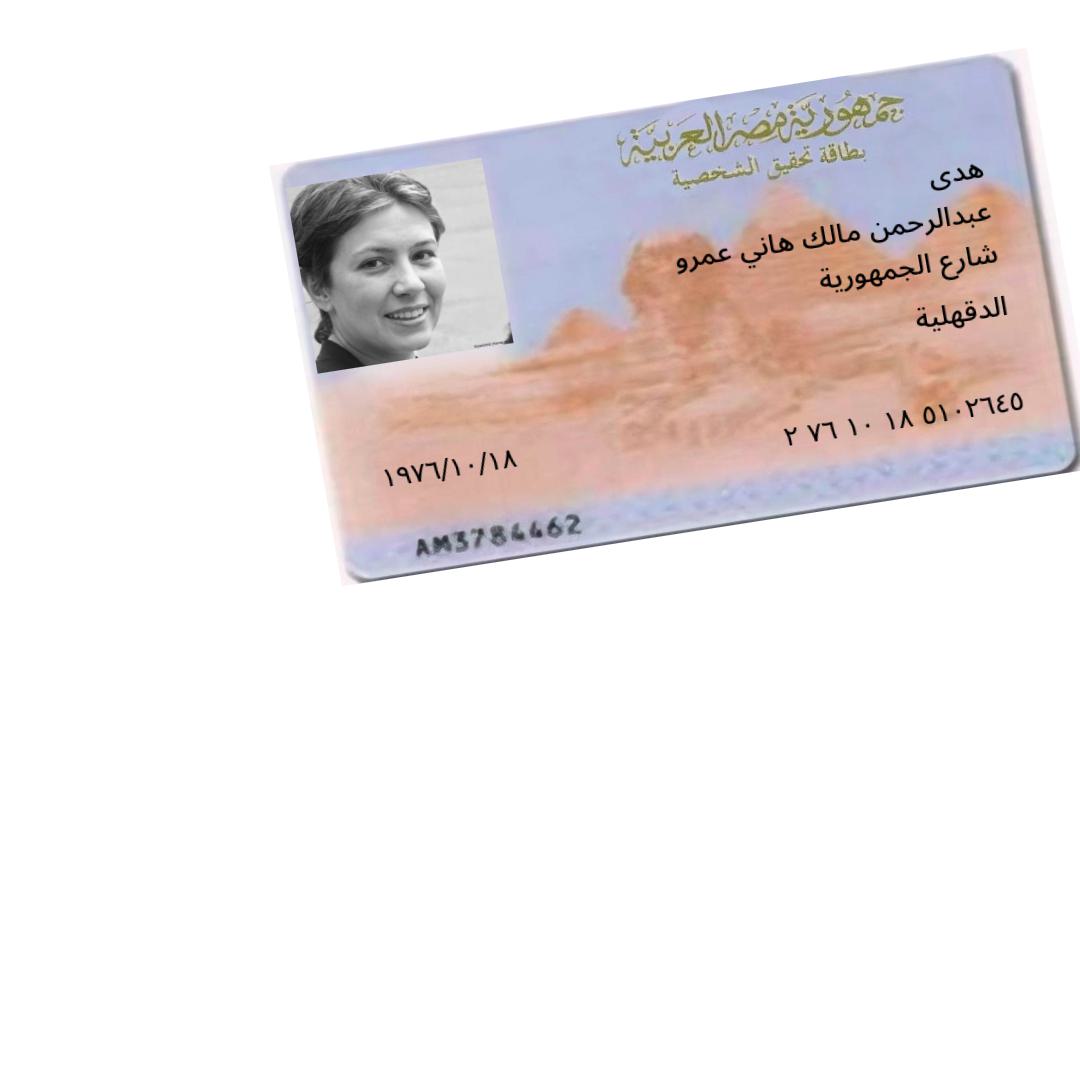 جمهورية مصر العربية
بطاقة تحقيق الشخصية
هدى
عبدالرحمن مالك هاني عمرو
شارع الجمهورية
الدقهلية
٢ ٧٦ ١٠ ١٨ ٥١٠٢٦٤٥
١٩٧٦/١٠/١٨
AM3784462